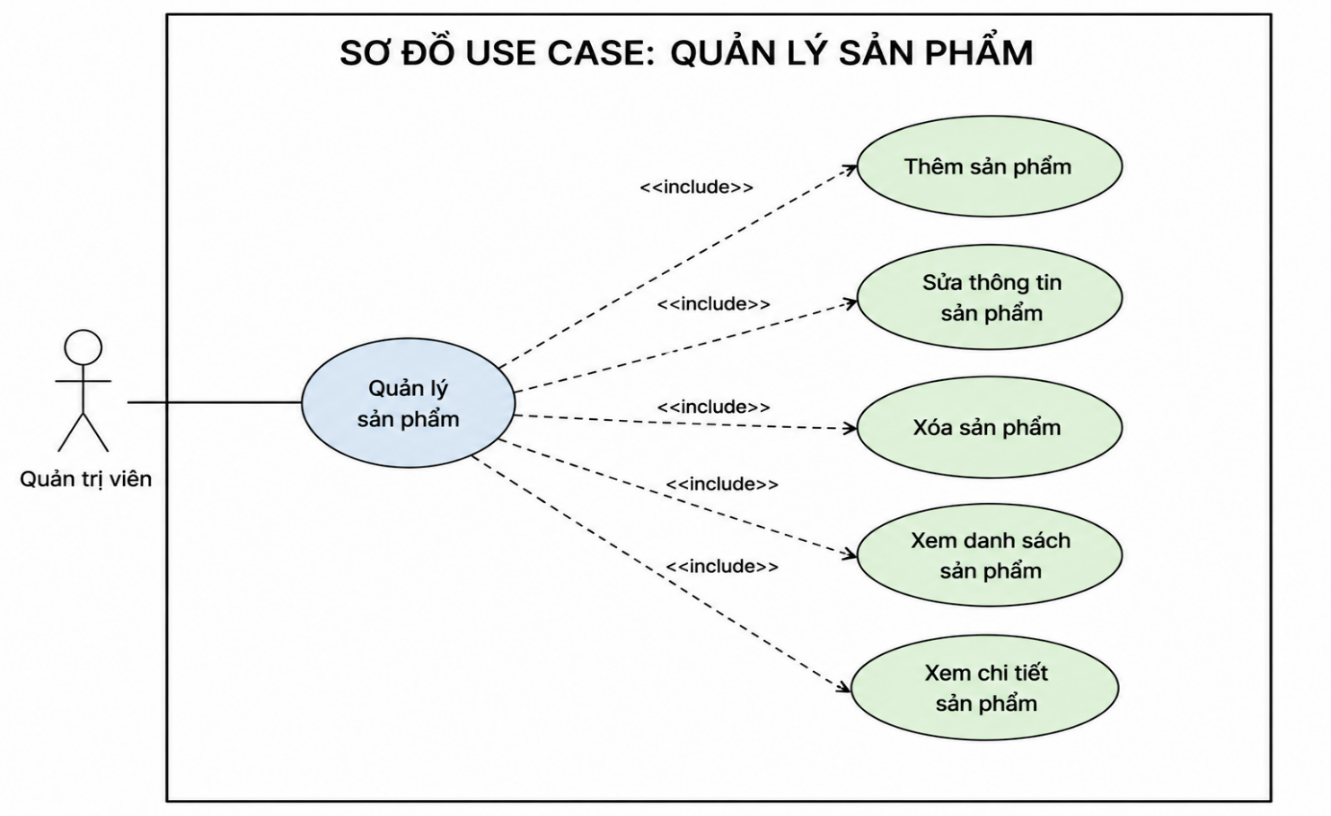 SƠ ĐỒ USE CASE: QUẢN LÝ SẢN PHẨM
<<include>>
Thêm sản phẩm
<<include>>
Sửa thông tin
sản phẩm
Quản lý
sản phẩm
<<include>>
Xóa sản phẩm
Quản trị viên
<<include>>
Xem danh sách
sản phẩm
<<include>>
Xem chi tiết
sản phẩm